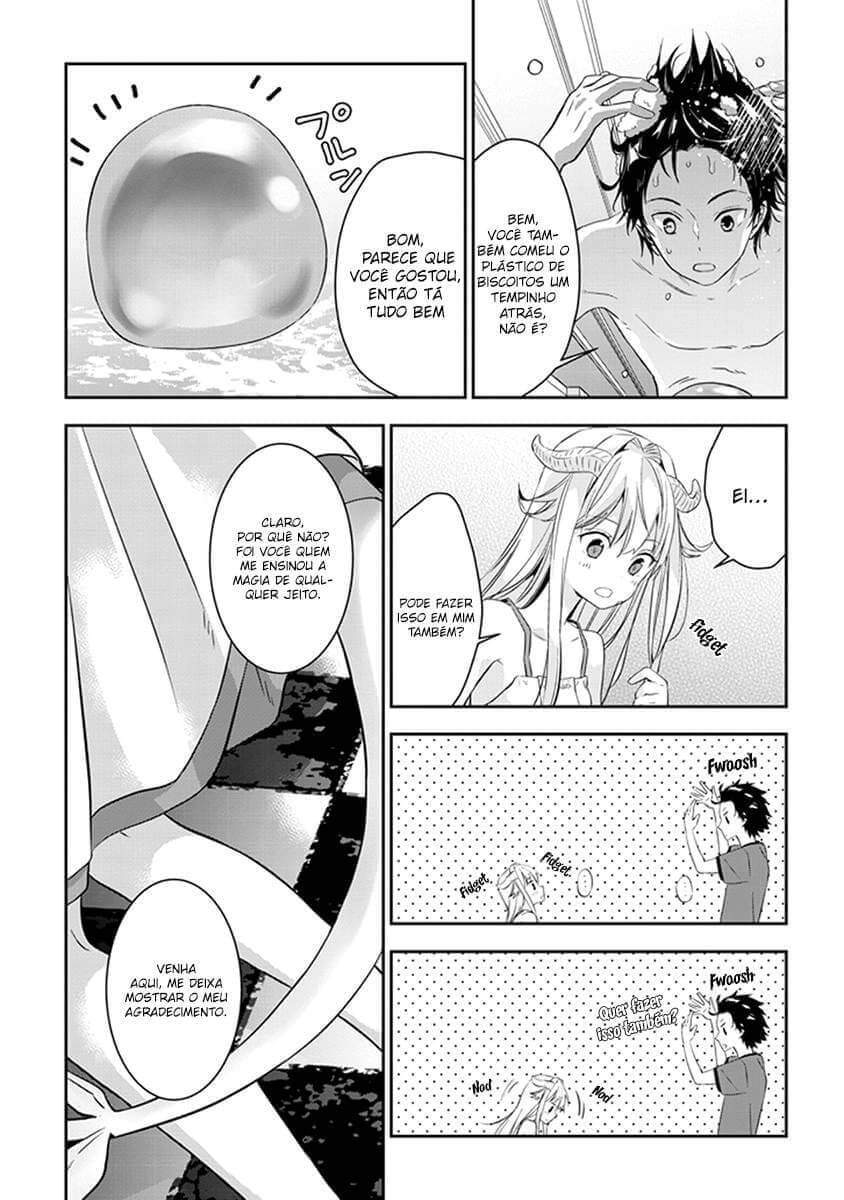 BEM,
VOCÊ TAM-
BÉM COMEU O
PLÁSTICO DE
BISCOITOS UM
TEMPINHO
ATRÁS,
NÃO É?
プルン
BOM,
PARECE QUE
VOCÊ GOSTOU,
ENTÃO TÁ
TUDO BEM
EI...
PODE FAZER
ISSO EM MIM
TAMBÉM?
fidget
Fwoosh
...
Fidget
...
Fidget
Fwoosh
Quer fazer
isso também?
Nod
Nod
CLARO,
POR QUÊ NÃO?
FOI VOCÊ QUEM
ME ENSINOU A
MAGIA DE QUAL-
QUER JEITO.
VENHA
AQUI, ME DEIXA
MOSTRAR O MEU
AGRADECIMENTO.